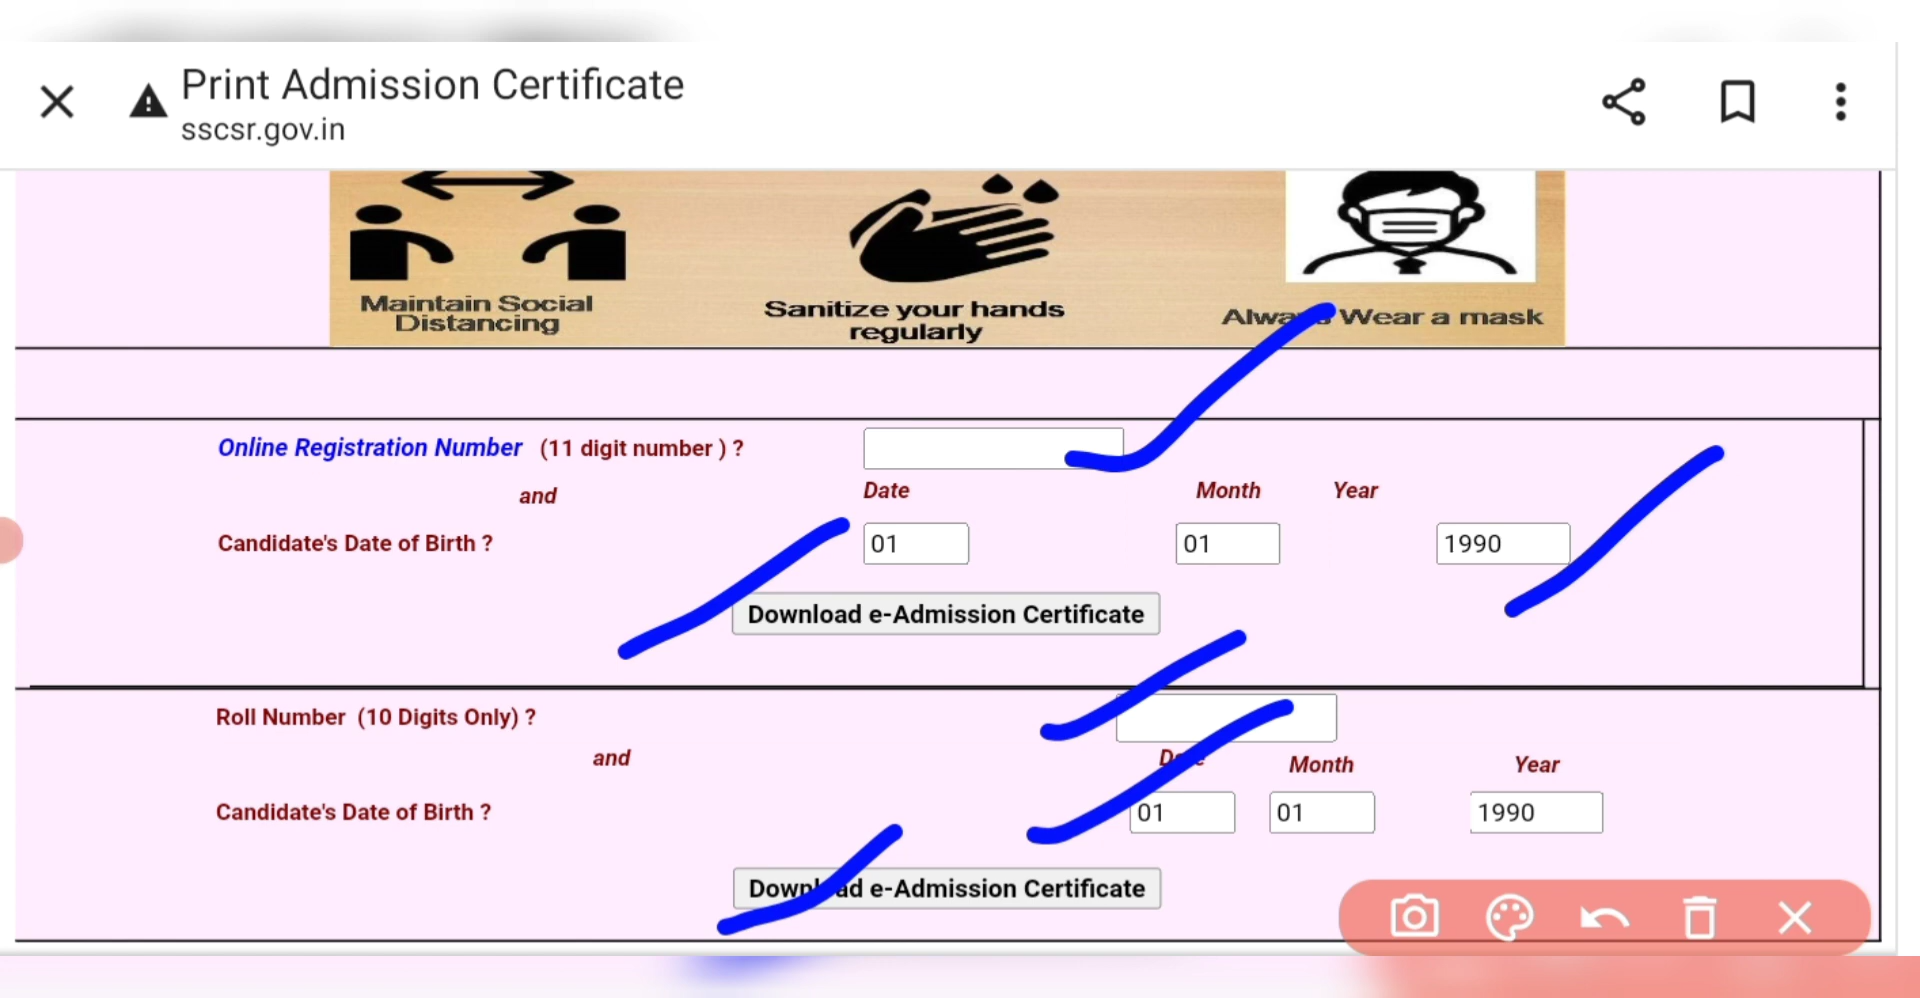 Print Admission Certificate
sscsr.gov.in
Maintain Social
Distancing
Sanitize your hands
regularly
Wear a mask
Online Registration Number (11 digit number ) ?
and
Date Month Year
Candidate's Date of Birth ?
01 01 1990
Download e-Admission Certificate
Roll Number (10 Digits Only) ?
and
Month Year
Candidate's Date of Birth ?
01 01 1990
Download e-Admission Certificate